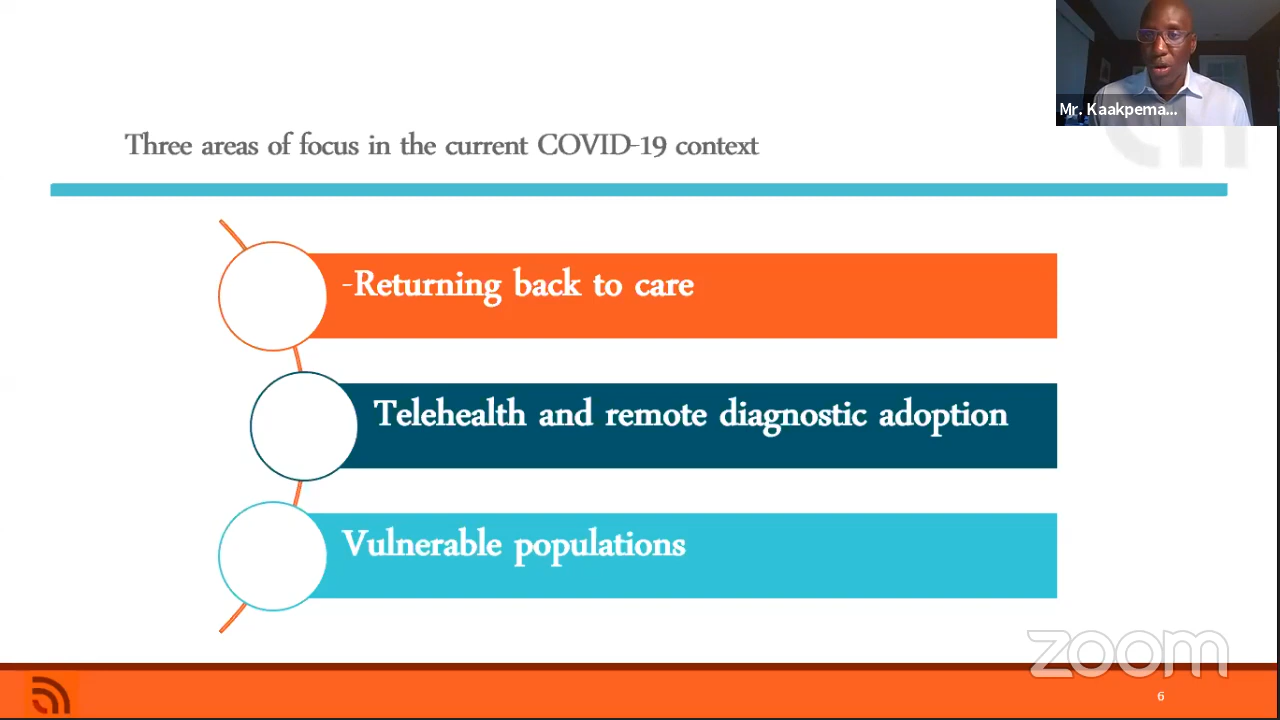 Mr. Kaakpema...
Three areas of focus in the current COVID-19 context
-Returning back to care
Telehealth and remote diagnostic adoption
Vulnerable populations
zoom
6